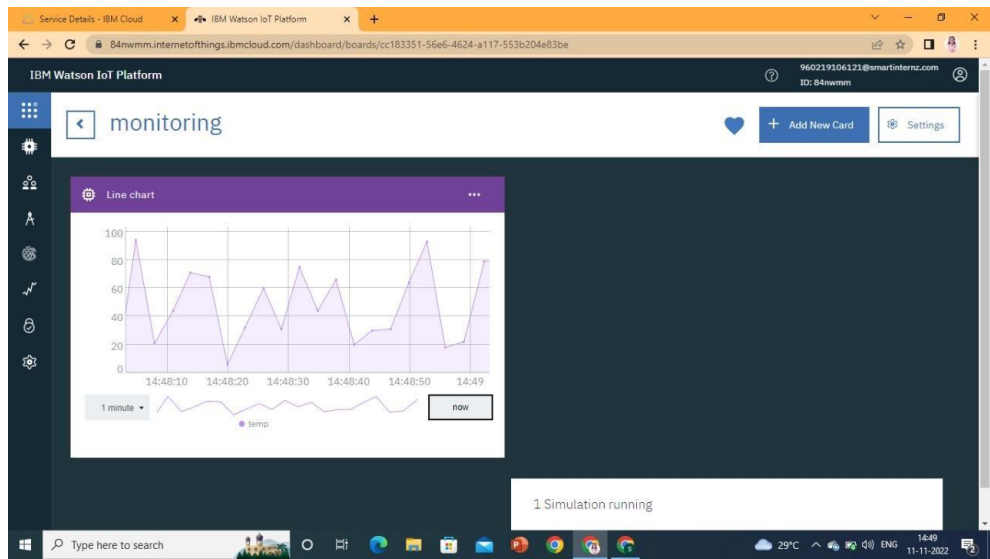 Service Details - IBM Cloud
IBM Watson IoT Platform
84nwmm.internetofthings.ibmcloud.com/dashboard/boards/cc183351-56e6-4624-a117-553b204e83be
IBM Watson IoT Platform
960219106121@smartinternz.com
ID: 84nwmm
monitoring
+ Add New Card
Settings
Line chart
100
80
60
40
20
0
14:48:10 14:48:20 14:48:30 14:48:40 14:48:50 14:49
1 minute
now
temp
1 Simulation running
Type here to search
29°C
ENG
14:49
11-11-2022
2